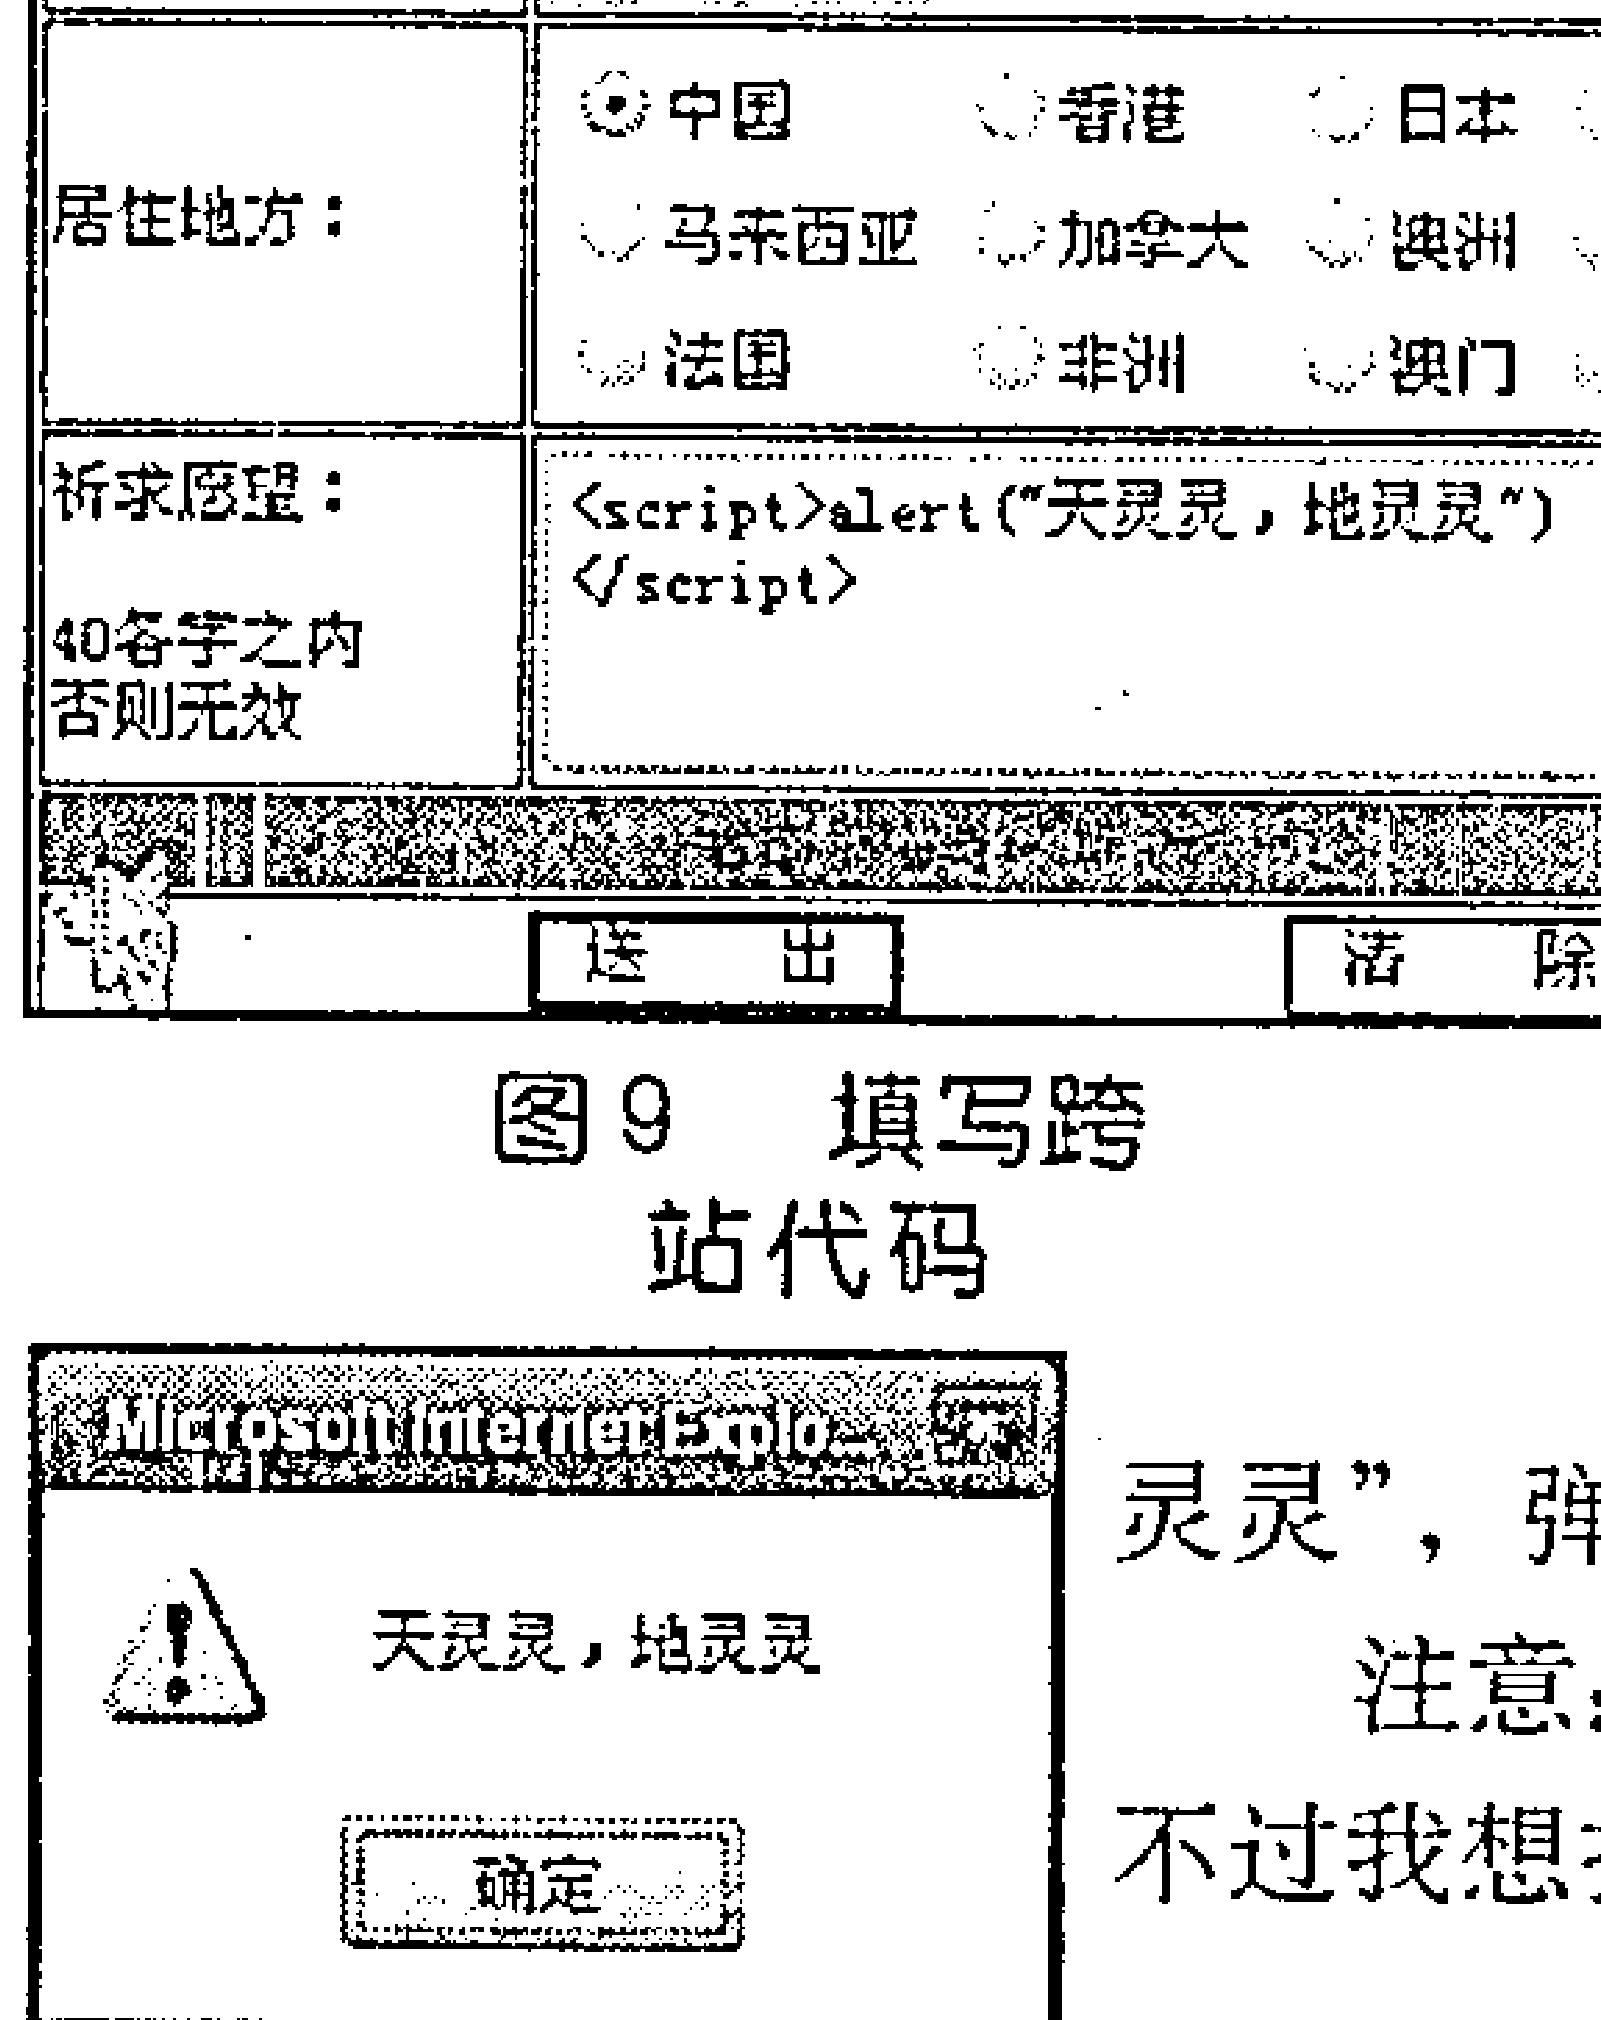 中国 香港 日本
居住地方：
马来西亚 加拿大 澳洲
法国 非洲 澳门
祈求愿望：
<script>alert("天灵灵，地灵灵")
</script>
40各字之内
否则无效
送 出 清 除
图9 填写跨
站代码
Microsoft Internet Explo...
灵灵”，弹
天灵灵，地灵灵
注意
不过我想
确定